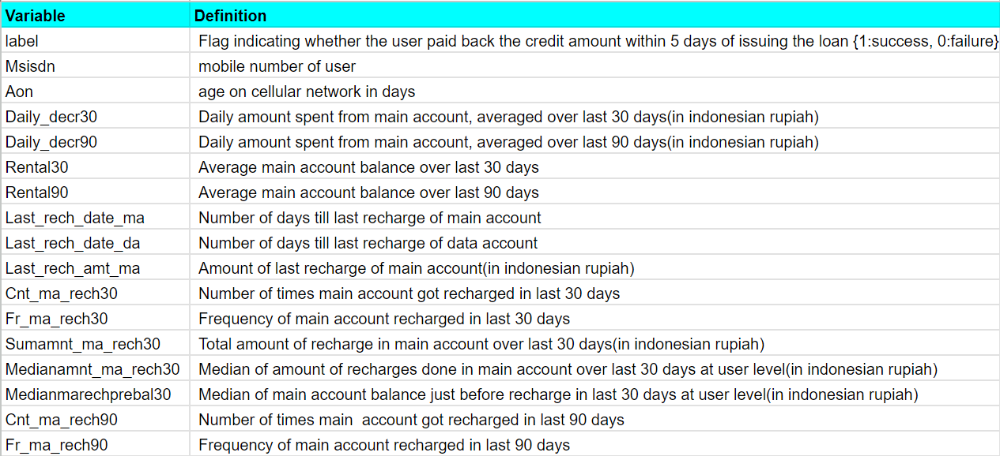 Variable Definition
label Flag indicating whether the user paid back the credit amount within 5 days of issuing the loan {1:success, 0:failure}
Msisdn mobile number of user
Aon age on cellular network in days
Daily_decr30 Daily amount spent from main account, averaged over last 30 days(in indonesian rupiah)
Daily_decr90 Daily amount spent from main account, averaged over last 90 days(in indonesian rupiah)
Rental30 Average main account balance over last 30 days
Rental90 Average main account balance over last 90 days
Last_rech_date_ma Number of days till last recharge of main account
Last_rech_date_da Number of days till last recharge of data account
Last_rech_amt_ma Amount of last recharge of main account(in indonesian rupiah)
Cnt_ma_rech30 Number of times main account got recharged in last 30 days
Fr_ma_rech30 Frequency of main account recharged in last 30 days
Sumamnt_ma_rech30 Total amount of recharge in main account over last 30 days(in indonesian rupiah)
Medianamnt_ma_rech30 Median of amount of recharges done in main account over last 30 days at user level(in indonesian rupiah)
Medianmarechprebal30 Median of main account balance just before recharge in last 30 days at user level(in indonesian rupiah)
Cnt_ma_rech90 Number of times main  account got recharged in last 90 days
Fr_ma_rech90 Frequency of main account recharged in last 90 days